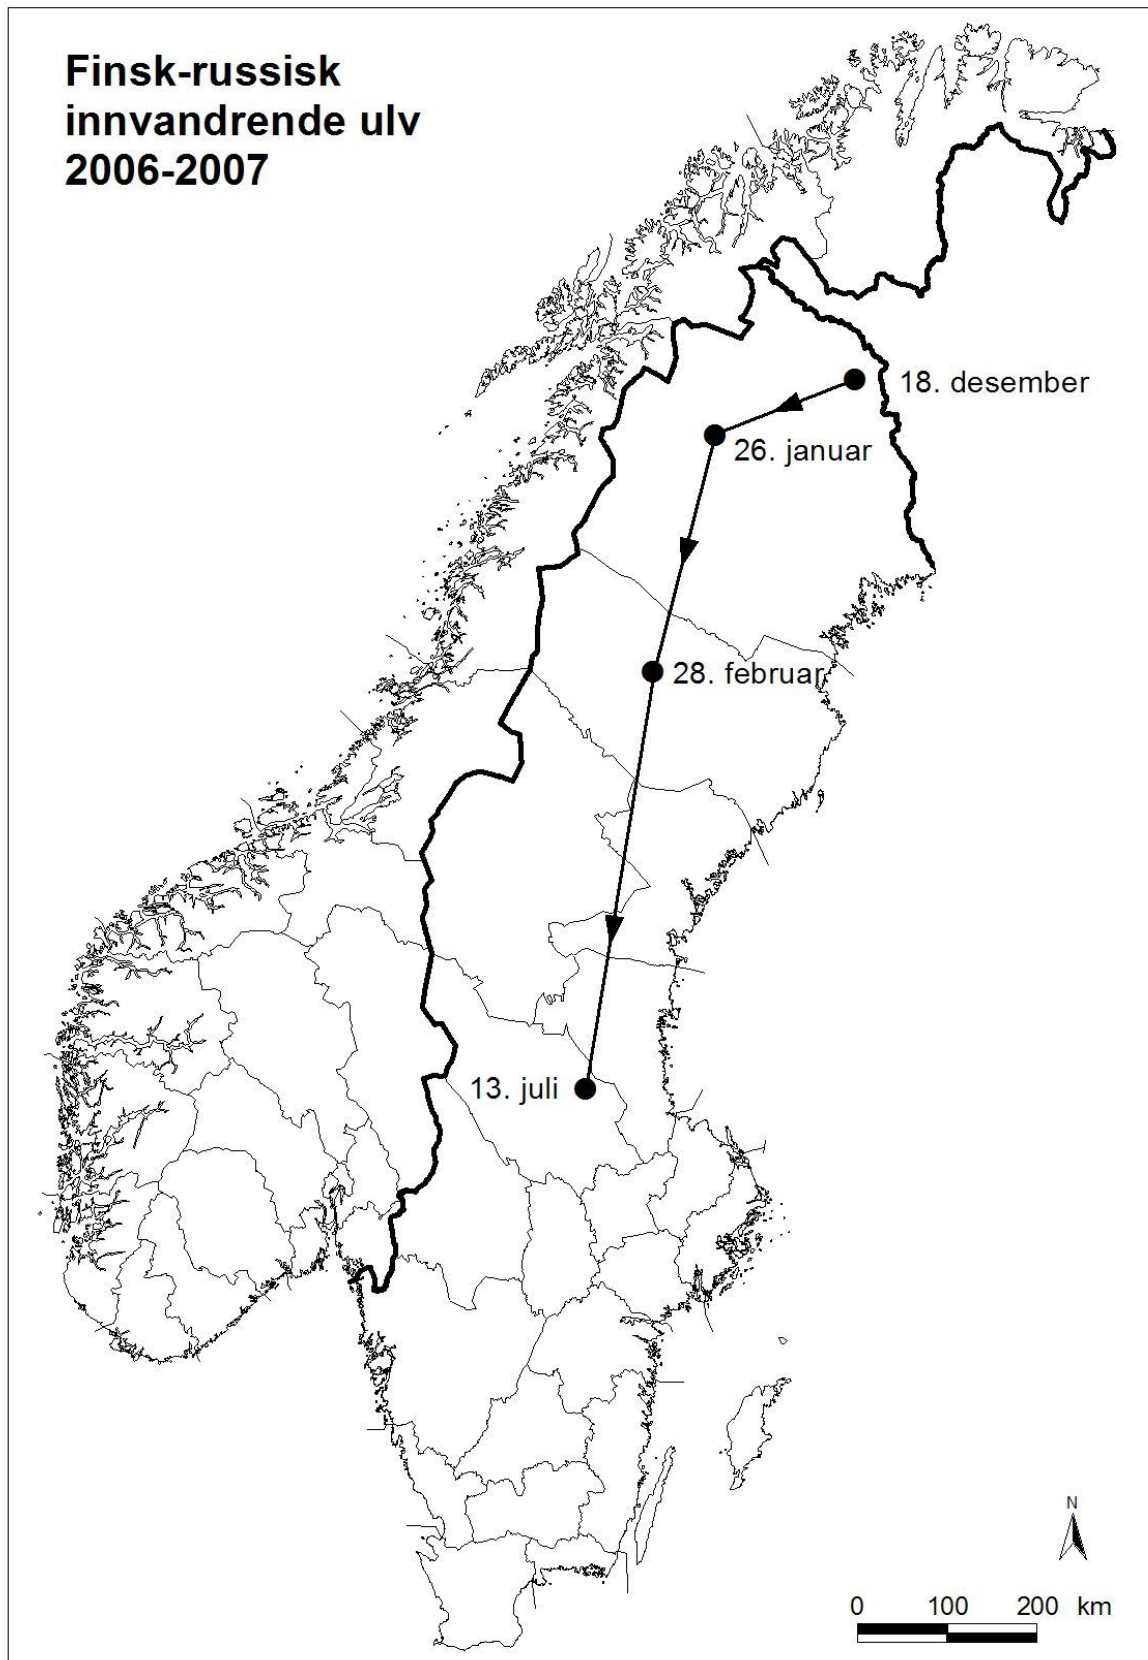 Finsk-russisk
innvandrende ulv
2006-2007
18. desember
26. januar
28. februar
13. juli
N
0 100 200 km